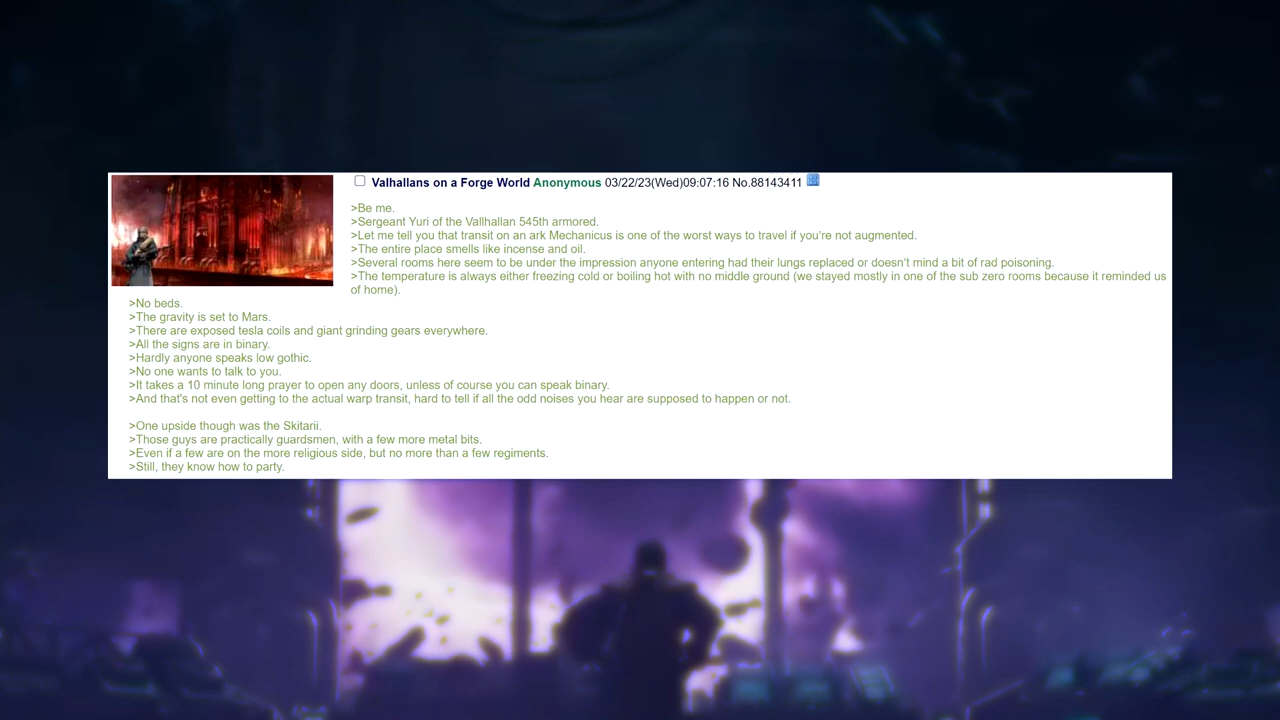 Valhallans on a Forge World Anonymous 03/22/23(Wed)09:07:16 No.88143411
>Be me.
>Sergeant Yuri of the Vallhallan 545th armored.
>Let me tell you that transit on an ark Mechanicus is one of the worst ways to travel if you're not augmented.
>The entire place smells like incense and oil.
>Several rooms here seem to be under the impression anyone entering had their lungs replaced or doesn't mind a bit of rad poisoning.
>The temperature is always either freezing cold or boiling hot with no middle ground (we stayed mostly in one of the sub zero rooms because it reminded us
of home).
>No beds.
>The gravity is set to Mars.
>There are exposed tesla coils and giant grinding gears everywhere.
>All the signs are in binary.
>Hardly anyone speaks low gothic.
>No one wants to talk to you.
>It takes a 10 minute long prayer to open any doors, unless of course you can speak binary.
>And that's not even getting to the actual warp transit, hard to tell if all the odd noises you hear are supposed to happen or not.
>One upside though was the Skitarii.
>Those guys are practically guardsmen, with a few more metal bits.
>Even if a few are on the more religious side, but no more than a few regiments.
>Still, they know how to party.